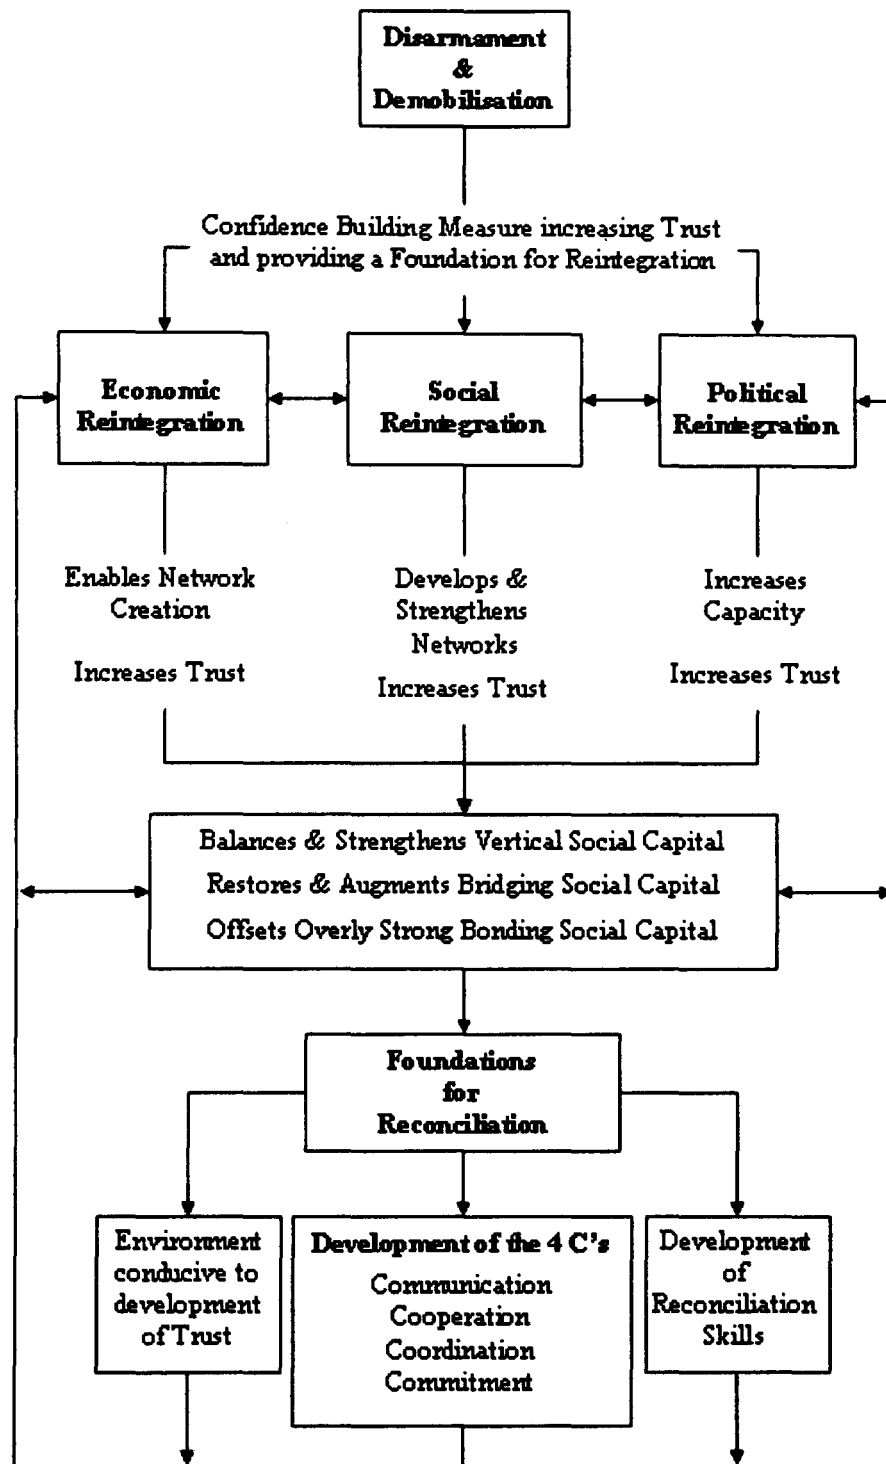 Disarmament
&
Demobilisation
Confidence Building Measure increasing Trust
and providing a Foundation for Reintegration
Economic
Reintegration
Social
Reintegration
Political
Reintegration
Enables Network
Creation
Increases Trust
Develops &
Strengthens
Networks
Increases Trust
Increases
Capacity
Increases Trust
Balances & Strengthens Vertical Social Capital
Restores & Augments Bridging Social Capital
Offsets Overly Strong Bonding Social Capital
Foundations
for
Reconciliation
Environment
conducive to
development
of Trust
Development of the 4 C's
Communication
Cooperation
Coordination
Commitment
Development
of
Reconciliation
Skills